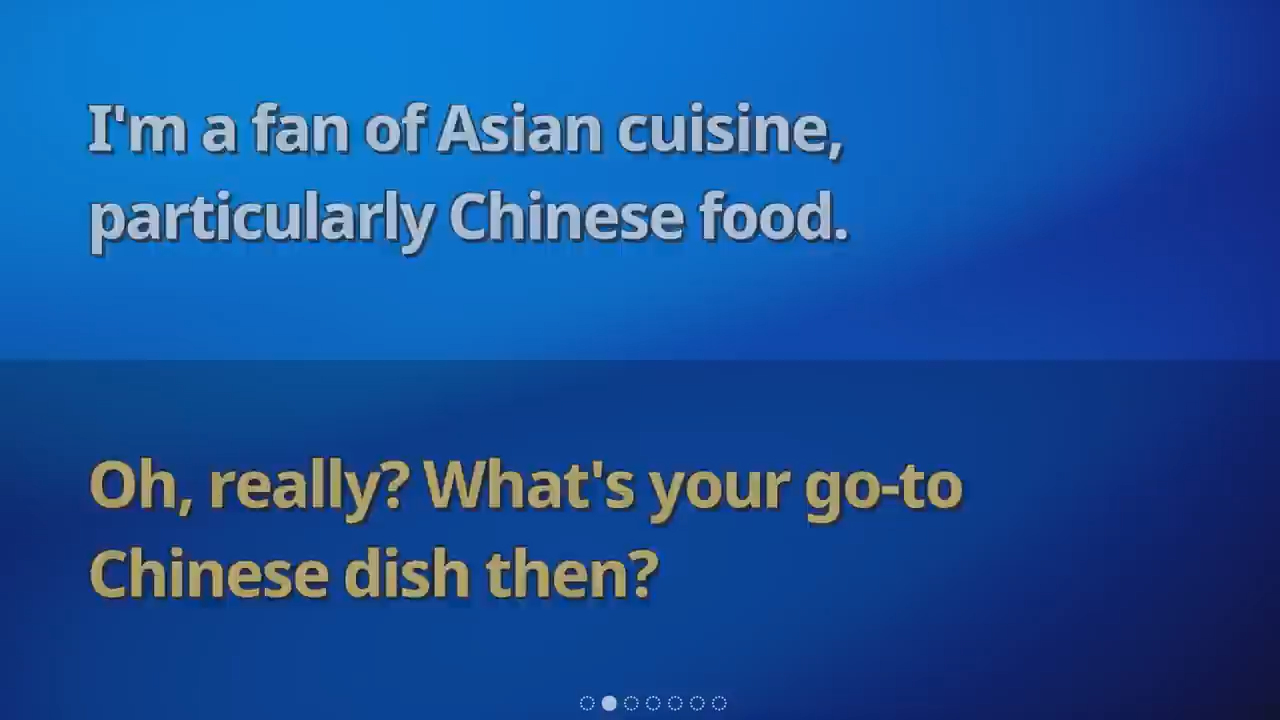 I'm a fan of Asian cuisine,
particularly Chinese food.
Oh, really? What's your go-to
Chinese dish then?